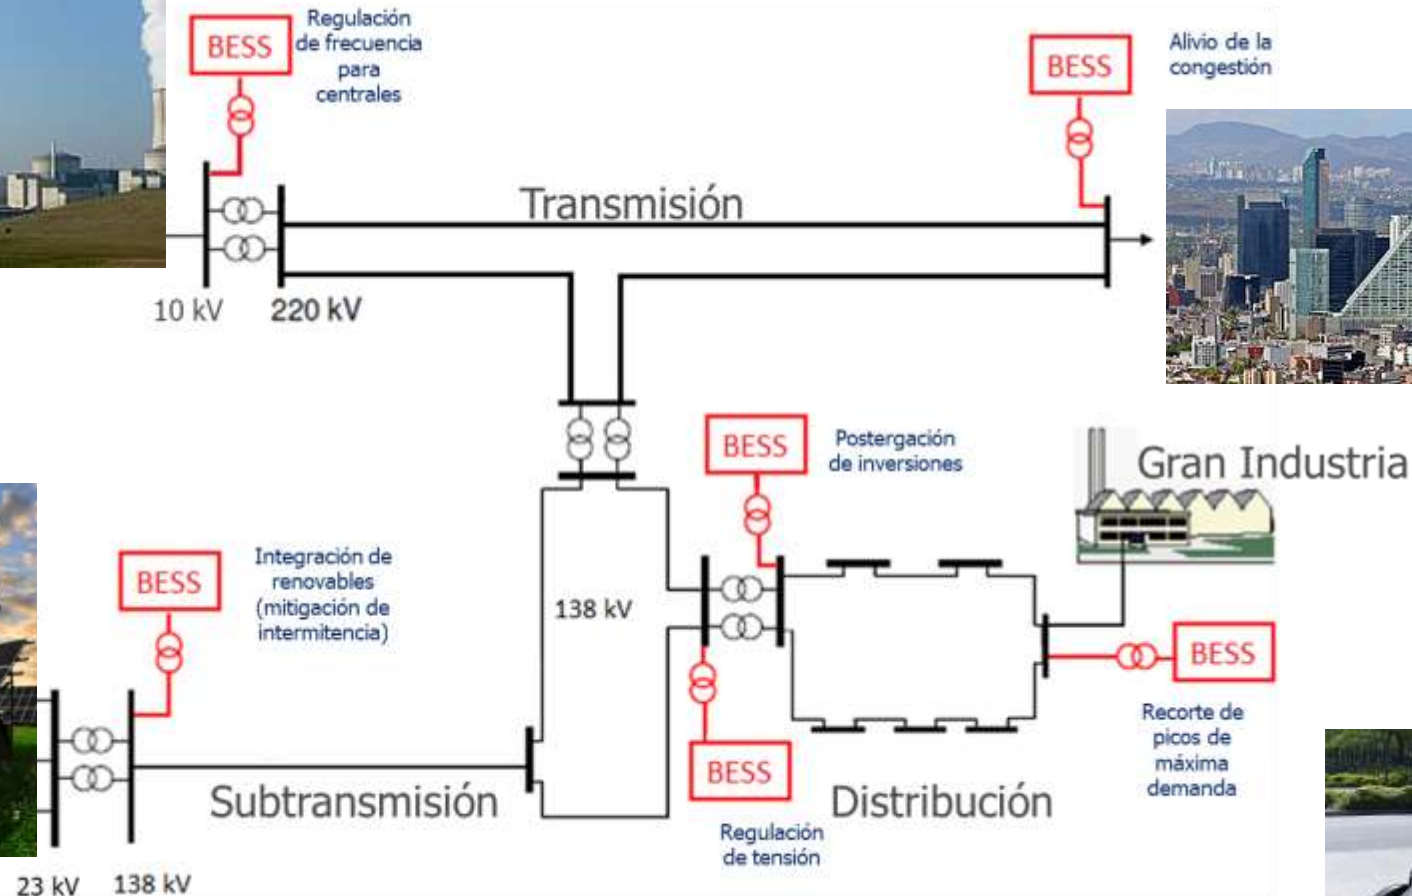 BESS
Regulación
de frecuencia
para
centrales
BESS
Alivio de la
congestión
Transmisión
10 kV
220 kV
BESS
Postergación
de inversiones
Gran Industria
BESS
Integración de
renovables
(mitigación de
intermitencia)
138 kV
BESS
Recorte de
picos de
máxima
demanda
BESS
Regulación
de tensión
Subtransmisión
Distribución
23 kV
138 kV